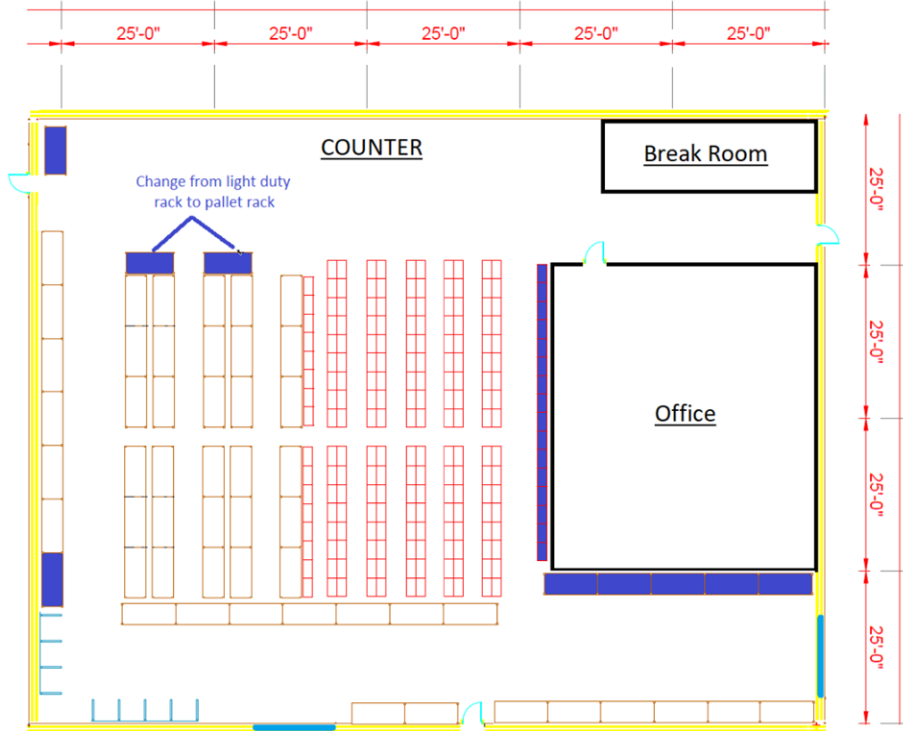 25'-0" 25'-0" 25'-0" 25'-0" 25'-0"
COUNTER
Break Room
Change from light duty
rack to pallet rack
25'-0"
25'-0"
Office
25'-0"
25'-0"